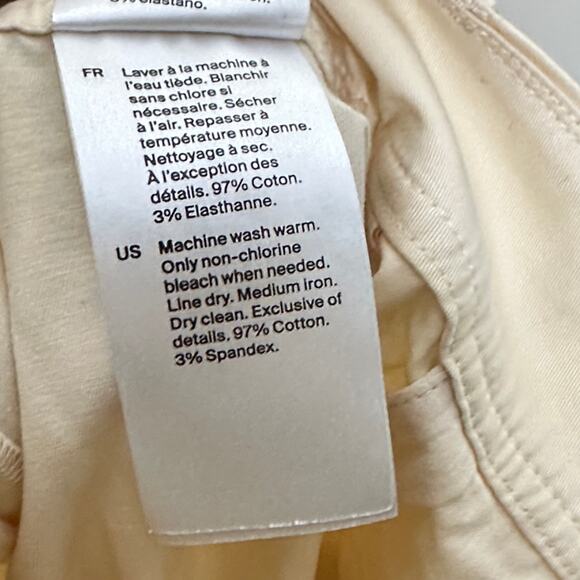 Elastano.
FR Laver à la machine à
l'eau tiède. Blanchir
sans chlore si
nécessaire. Sécher
à l'air. Repasser à
température moyenne.
Nettoyage à sec.
À l'exception des
détails. 97% Coton.
3% Elasthanne.
US Machine wash warm.
Only non-chlorine
bleach when needed.
Line dry. Medium iron.
Dry clean. Exclusive of
details. 97% Cotton.
3% Spandex.